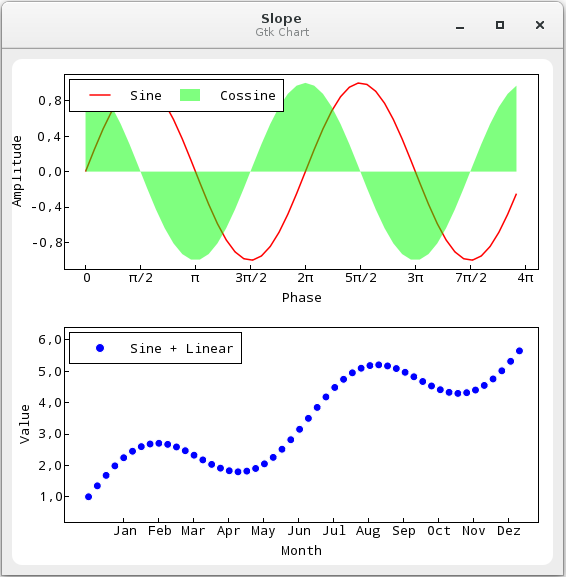 Slope
Gtk Chart
Sine Cossine
0,8
0,4
0,0
-0,4
-0,8
Amplitude
0 π/2 π 3π/2 2π 5π/2 3π 7π/2 4π
Phase
Sine + Linear
6,0
5,0
4,0
3,0
2,0
1,0
Value
Jan Feb Mar Apr May Jun Jul Aug Sep Oct Nov Dez
Month